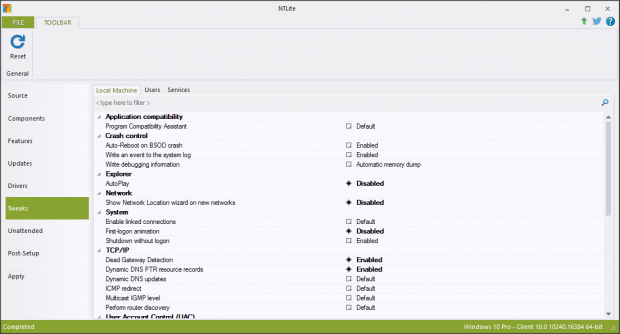 NTLite
FILE TOOLBAR
Reset
General
Source
Components
Features
Updates
Drivers
Tweaks
Unattended
Post-Setup
Apply
Local Machine Users Services
< type here to filter >
Application compatibility
Program Compatibility Assistant Default
Crash control
Auto-Reboot on BSOD crash Enabled
Write an event to the system log Enabled
Write debugging information Automatic memory dump
Explorer
AutoPlay Disabled
Network
Show Network Location wizard on new networks Disabled
System
Enable linked connections Default
First-logon animation Disabled
Shutdown without logon Enabled
TCP/IP
Dead Gateway Detection Enabled
Dynamic DNS PTR resource records Enabled
Dynamic DNS updates Default
ICMP redirect Default
Multicast IGMP level Default
Perform router discovery Default
User Account Control (UAC)
Completed Windows 10 Pro - Client 10.0 10240.16384 64-bit